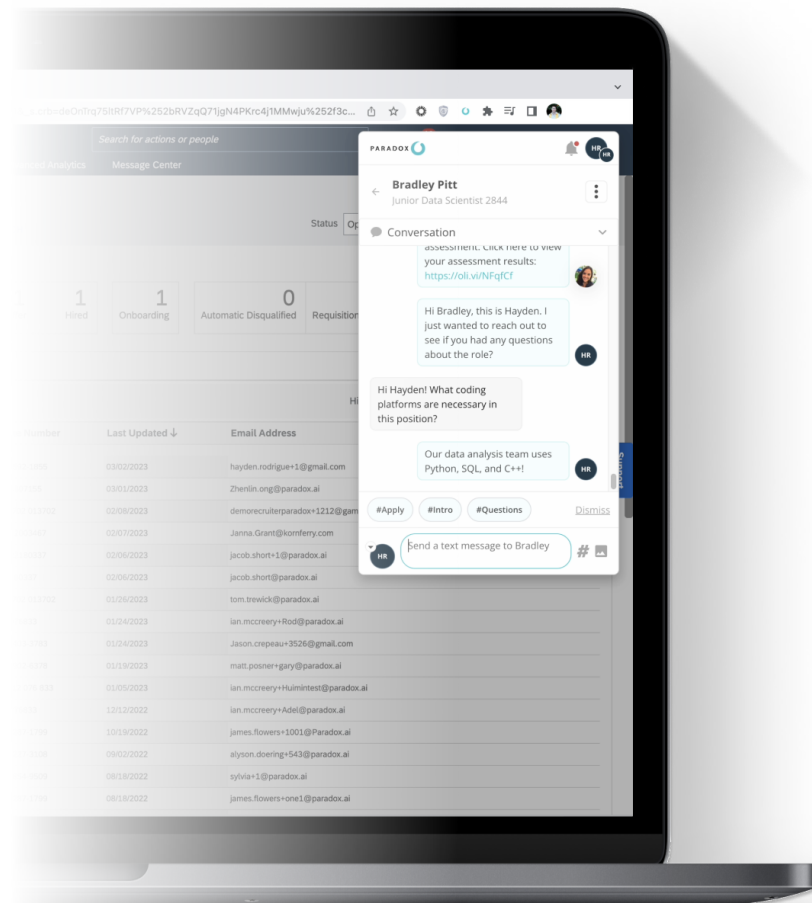 Search for actions or people
Analytics
Message Center
Status
1
Hired
1
Onboarding
0
Automatic Disqualified
Requisition
Last Updated ↓
Email Address
03/02/2023
hayden.rodrigue+1@gmail.com
03/01/2023
Zhenlin.ong@paradox.ai
02/08/2023
demorecruiterparadox+1212@gam
02/07/2023
Janna.Grant@kornferry.com
02/06/2023
jacob.short+1@paradox.ai
02/06/2023
jacob.short@paradox.ai
01/26/2023
tom.trewick@paradox.ai
01/24/2023
ian.mccreery+Rod@paradox.ai
01/24/2023
Jason.crepeau+3526@gmail.com
01/19/2023
matt.posner+gary@paradox.ai
01/05/2023
ian.mccreery+Huimintest@paradox.ai
12/12/2022
ian.mccreery+Adel@paradox.ai
10/19/2022
james.flowers+1001@Paradox.ai
09/02/2022
alyson.doering+543@paradox.ai
08/18/2022
sylvia+1@paradox.ai
08/18/2022
james.flowers+one1@paradox.ai
PARADOX
HR
HR
Bradley Pitt
Junior Data Scientist 2844
Conversation
assessment. Click here to view
your assessment results:
https://oli.vi/NFqfCf
Hi Bradley, this is Hayden. I
just wanted to reach out to
see if you had any questions
about the role?
HR
Hi Hayden! What coding
platforms are necessary in
this position?
Our data analysis team uses
Python, SQL, and C++!
HR
#Apply
#Intro
#Questions
Dismiss
HR
Send a text message to Bradley
#
Support